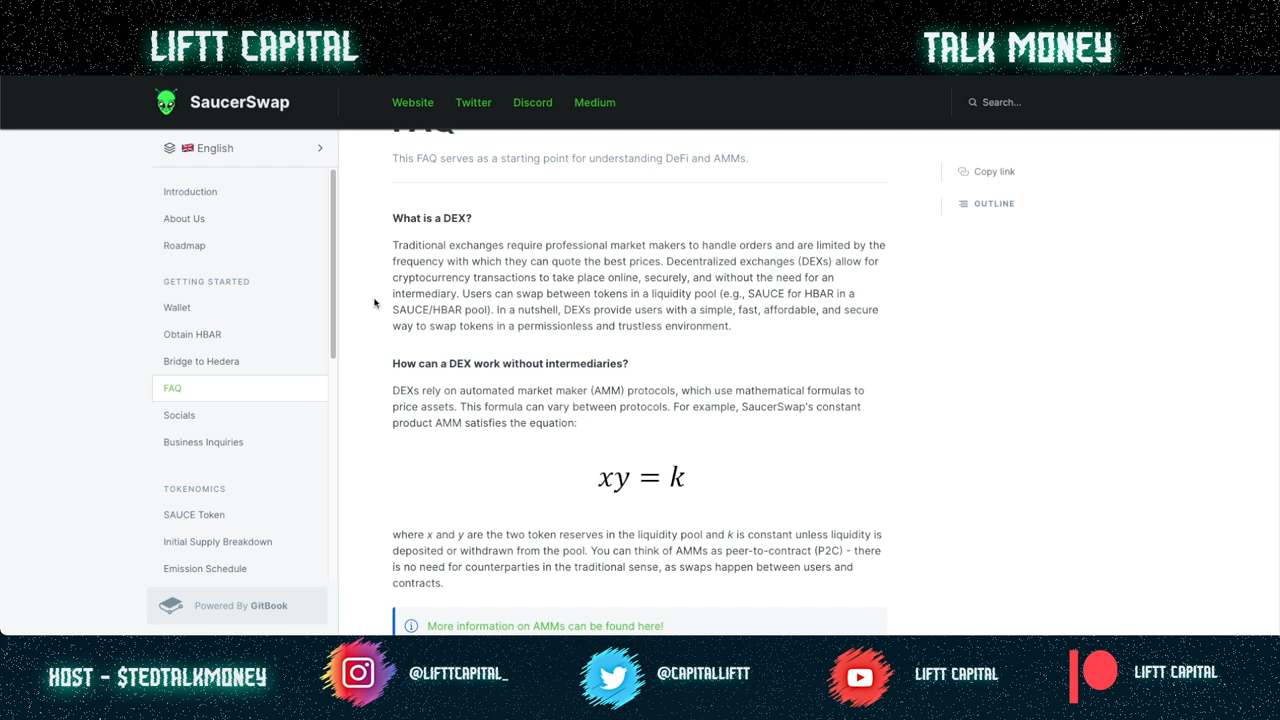 LIFTT CAPITAL
TALK MONEY
SaucerSwap
Website
Twitter
Discord
Medium
Search...
English
Introduction
About Us
Roadmap
GETTING STARTED
Wallet
Obtain HBAR
Bridge to Hedera
FAQ
Socials
Business Inquiries
TOKENOMICS
SAUCE Token
Initial Supply Breakdown
Emission Schedule
Powered By GitBook
FAQ
This FAQ serves as a starting point for understanding DeFi and AMMs.
What is a DEX?
Traditional exchanges require professional market makers to handle orders and are limited by the
frequency with which they can quote the best prices. Decentralized exchanges (DEXs) allow for
cryptocurrency transactions to take place online, securely, and without the need for an
intermediary. Users can swap between tokens in a liquidity pool (e.g., SAUCE for HBAR in a
SAUCE/HBAR pool). In a nutshell, DEXs provide users with a simple, fast, affordable, and secure
way to swap tokens in a permissionless and trustless environment.
How can a DEX work without intermediaries?
DEXs rely on automated market maker (AMM) protocols, which use mathematical formulas to
price assets. This formula can vary between protocols. For example, SaucerSwap's constant
product AMM satisfies the equation:
xy = k
where x and y are the two token reserves in the liquidity pool and k is constant unless liquidity is
deposited or withdrawn from the pool. You can think of AMMs as peer-to-contract (P2C) - there
is no need for counterparties in the traditional sense, as swaps happen between users and
contracts.
More information on AMMs can be found here!
Copy link
OUTLINE
HOST - $TEDTALKMONEY
@LIFTTCAPITAL_
@CAPITALLIFTT
LIFTT CAPITAL
LIFTT CAPITAL